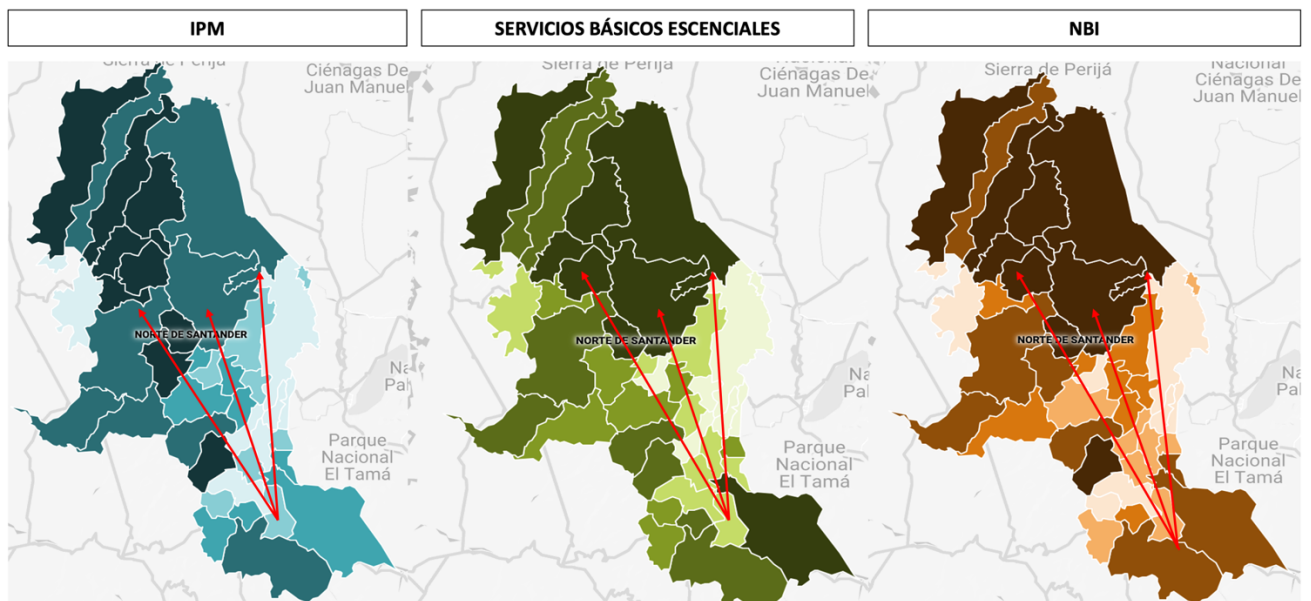 IPM
SERVICIOS BÁSICOS ESCENCIALES
NBI
Sierra de Perijá
Ciénagas De
Juan Manuel
NORTE DE SANTANDER
Parque
Nacional
El Tamá
Sierra de Perijá
Nacional
Ciénagas De
Juan Manuel
NORTE DE SANTANDER
Parque
Nacional
El Tamá
Sierra de Perijá
Nacional
Ciénagas De
Juan Manuel
NORTE DE SANTANDER
Parque
Nacional
El Tamá